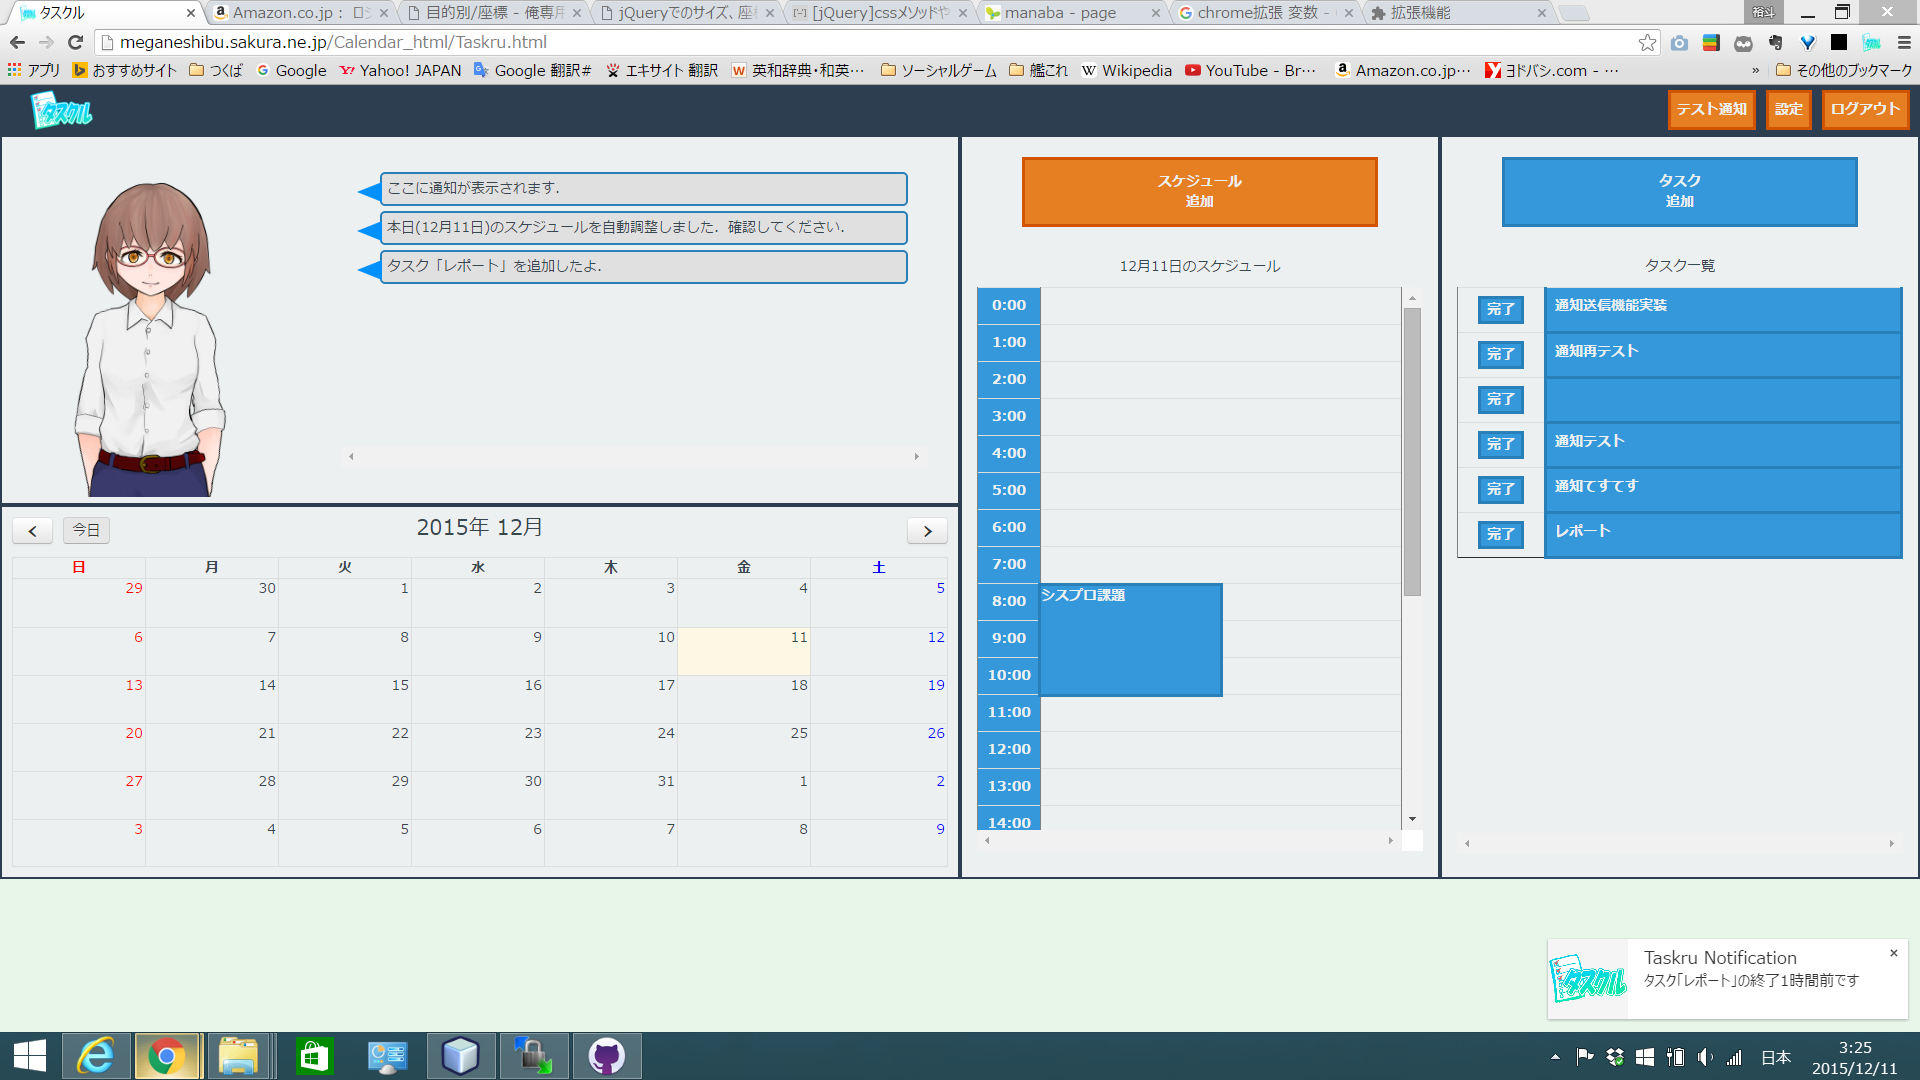 タスクル
Amazon.co.jp :
目的別/座標 - 俺専用
jQueryでのサイズ、座
[jQuery]cssメソッドや
manaba - page
chrome拡張 変数 -
拡張機能
裕斗
meganeshibu.sakura.ne.jp/Calendar_html/Taskru.html
アプリ
おすすめサイト
つくば
Google
Yahoo! JAPAN
Google 翻訳#
エキサイト 翻訳
英和辞典・和英…
ソーシャルゲーム
艦これ
Wikipedia
YouTube - Br…
Amazon.co.jp…
ヨドバシ.com - …
»
その他のブックマーク
タスクル
テスト通知
設定
ログアウト
ここに通知が表示されます.
本日(12月11日)のスケジュールを自動調整しました. 確認してください.
タスク「レポート」を追加したよ.
今日
2015年 12月
日 月 火 水 木 金 土
29 30 1 2 3 4 5
6 7 8 9 10 11 12
13 14 15 16 17 18 19
20 21 22 23 24 25 26
27 28 29 30 31 1 2
3 4 5 6 7 8 9
スケジュール
追加
12月11日のスケジュール
0:00
1:00
2:00
3:00
4:00
5:00
6:00
7:00
8:00 シスプロ課題
9:00
10:00
11:00
12:00
13:00
14:00
タスク
追加
タスク一覧
完了 通知送信機能実装
完了 通知再テスト
完了
完了 通知テスト
完了 通知てすてす
完了 レポート
タスクル
Taskru Notification
タスク「レポート」の終了1時間前です
日本
3:25
2015/12/11